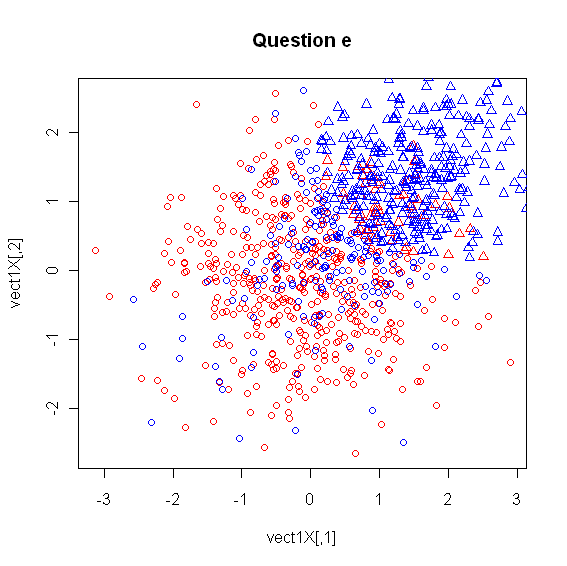 Question e
2
1
0
-1
-2
vect1X[,2]
-3 -2 -1 0 1 2 3
vect1X[,1]